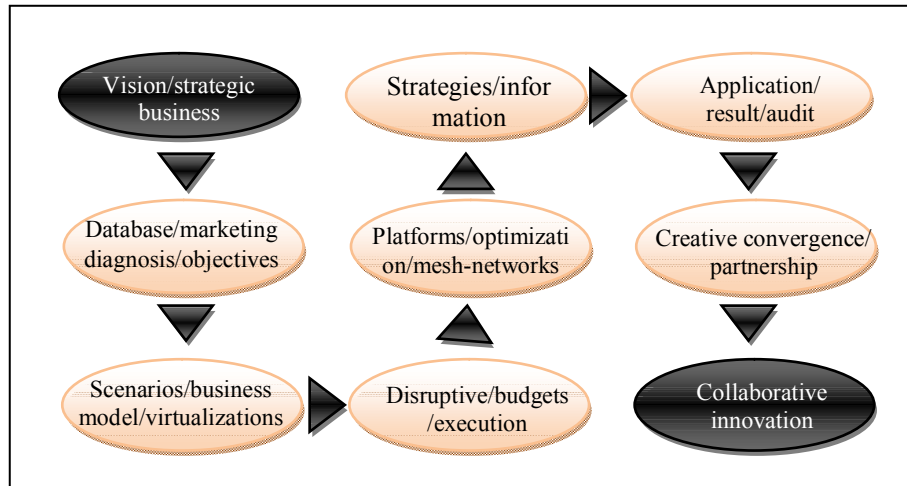 Vision/strategic
business
Database/marketing
diagnosis/objectives
Scenarios/business
model/virtualizations
Disruptive/budgets
/execution
Platforms/optimizati
on/mesh-networks
Strategies/infor
mation
Application/
result/audit
Creative convergence/
partnership
Collaborative
innovation